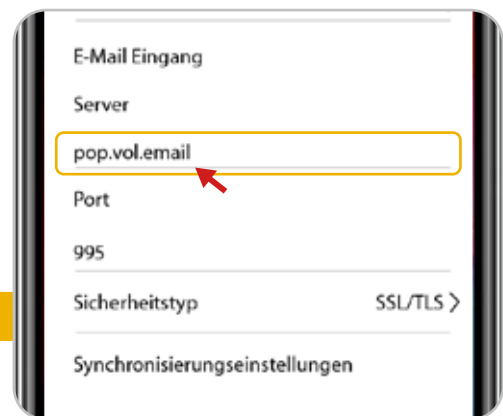 E-Mail Eingang
Server
pop.vol.email
Port
995
Sicherheitstyp SSL/TLS >
Synchronisierungseinstellungen